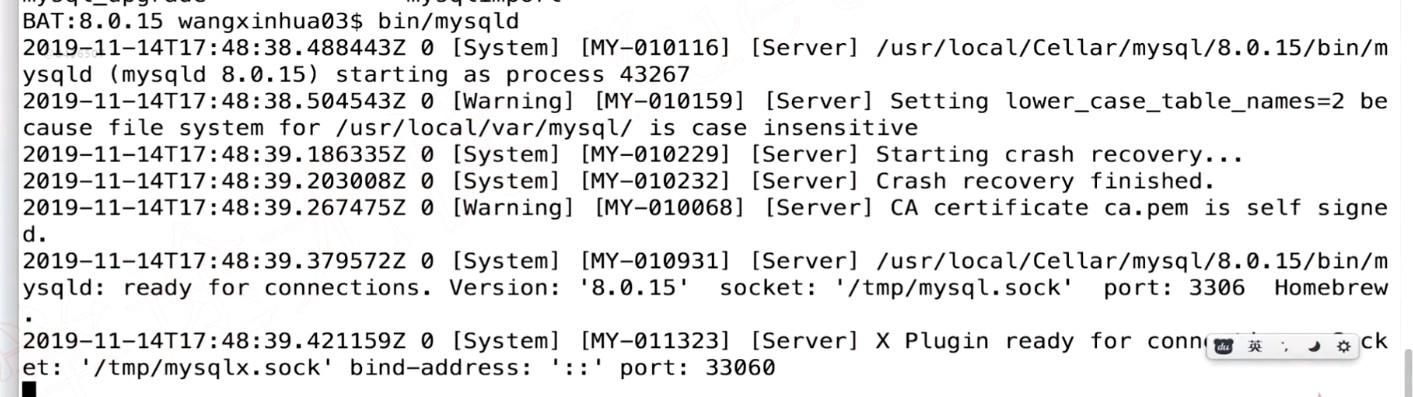 BAT:8.0.15 wangxinhua03$ bin/mysqld
2019-11-14T17:48:38.488443Z 0 [System] [MY-010116] [Server] /usr/local/Cellar/mysql/8.0.15/bin/m
ysqld (mysqld 8.0.15) starting as process 43267
2019-11-14T17:48:38.504543Z 0 [Warning] [MY-010159] [Server] Setting lower_case_table_names=2 be
cause file system for /usr/local/var/mysql/ is case insensitive
2019-11-14T17:48:39.186335Z 0 [System] [MY-010229] [Server] Starting crash recovery...
2019-11-14T17:48:39.203008Z 0 [System] [MY-010232] [Server] Crash recovery finished.
2019-11-14T17:48:39.267475Z 0 [Warning] [MY-010068] [Server] CA certificate ca.pem is self signe
d.
2019-11-14T17:48:39.379572Z 0 [System] [MY-010931] [Server] /usr/local/Cellar/mysql/8.0.15/bin/m
ysqld: ready for connections. Version: '8.0.15'  socket: '/tmp/mysql.sock'  port: 3306  Homebrew
.
2019-11-14T17:48:39.421159Z 0 [System] [MY-011323] [Server] X Plugin ready for conn ck
du 英
et: '/tmp/mysqlx.sock' bind-address: '::' port: 33060